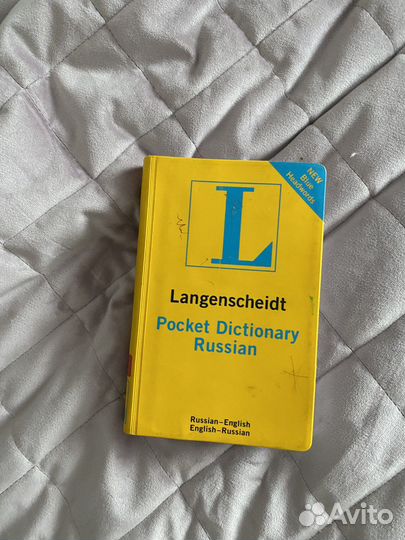 NEW
Blue
Headwords
L
Langenscheidt
Pocket Dictionary
Russian
Russian–English
English–Russian
Avito